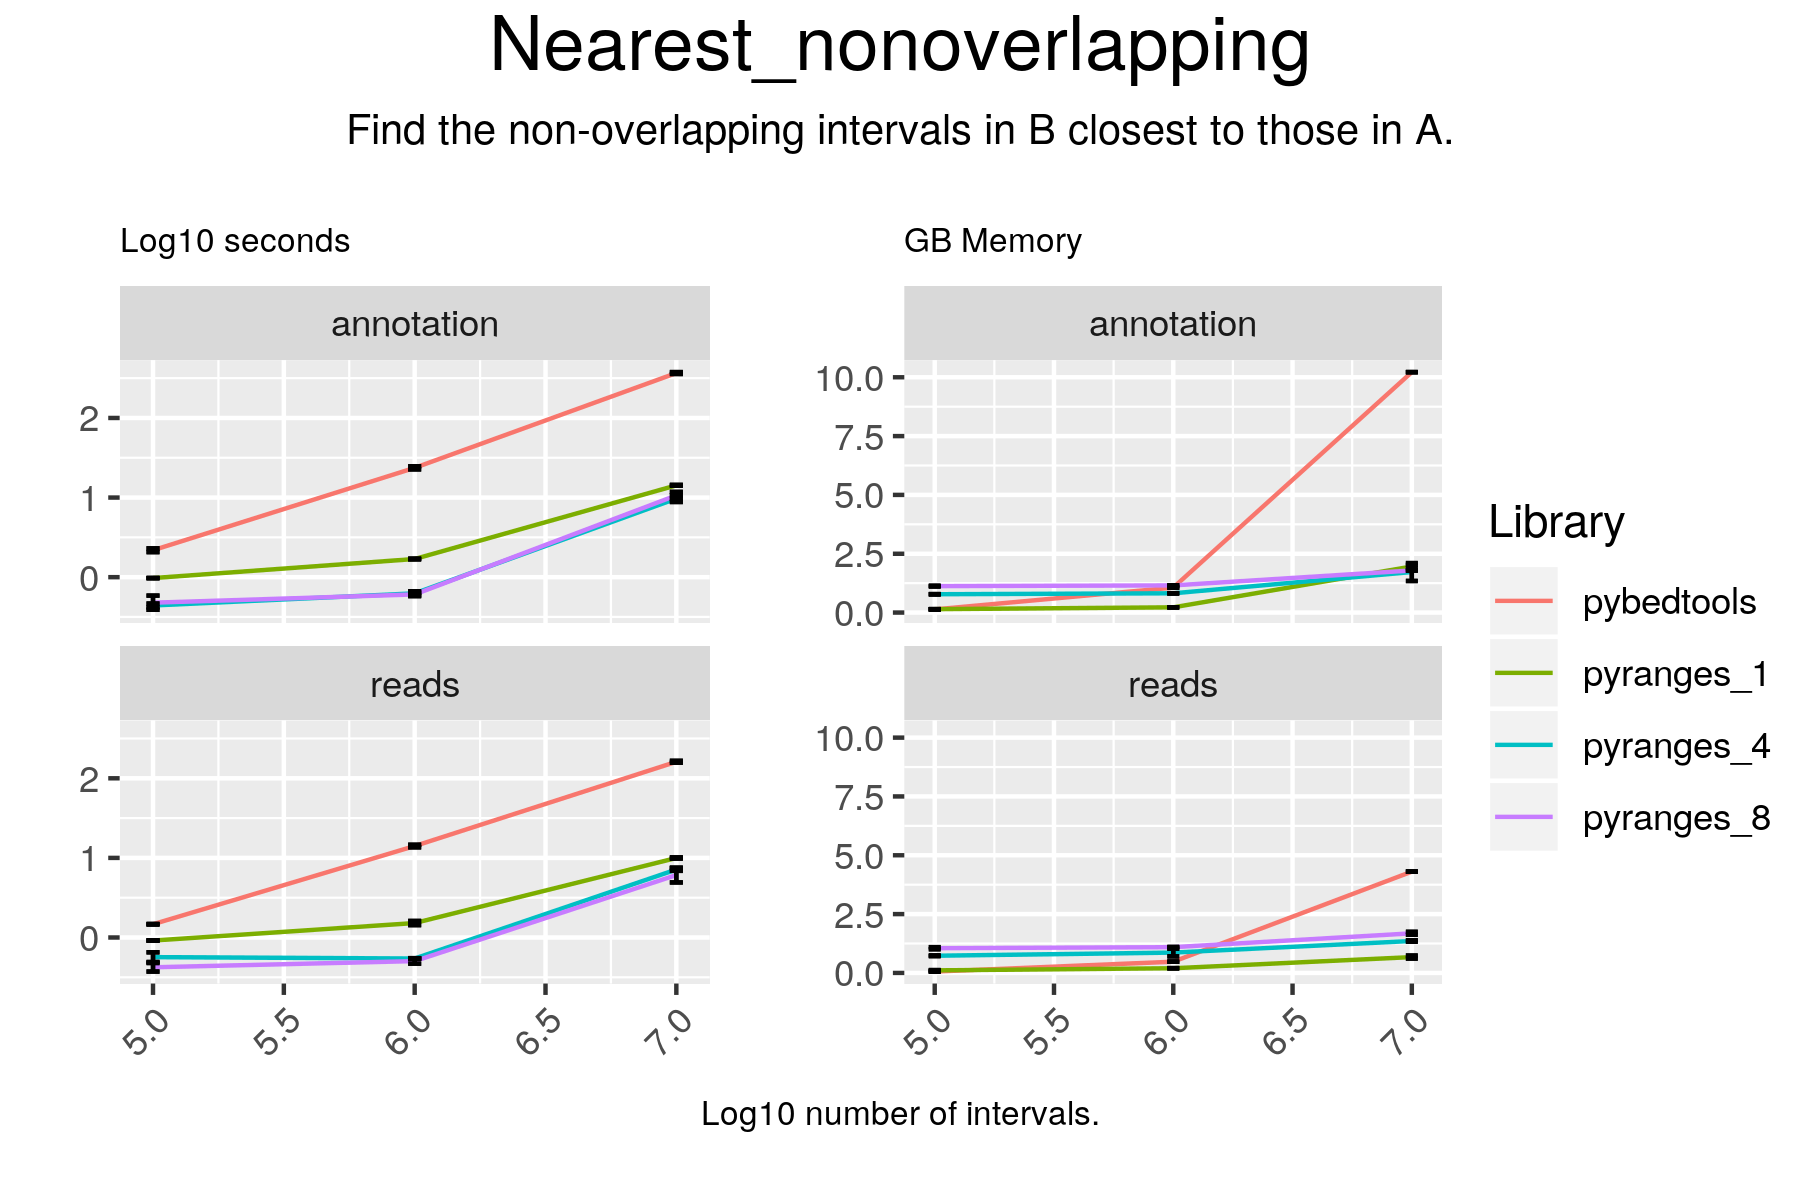 Nearest_nonoverlapping
Find the non-overlapping intervals in B closest to those in A.
Log10 seconds
annotation
2
1
0
reads
2
1
0
5.0 5.5 6.0 6.5 7.0
GB Memory
annotation
10.0
7.5
5.0
2.5
0.0
reads
10.0
7.5
5.0
2.5
0.0
5.0 5.5 6.0 6.5 7.0
Log10 number of intervals.
Library
pybedtools
pyranges_1
pyranges_4
pyranges_8